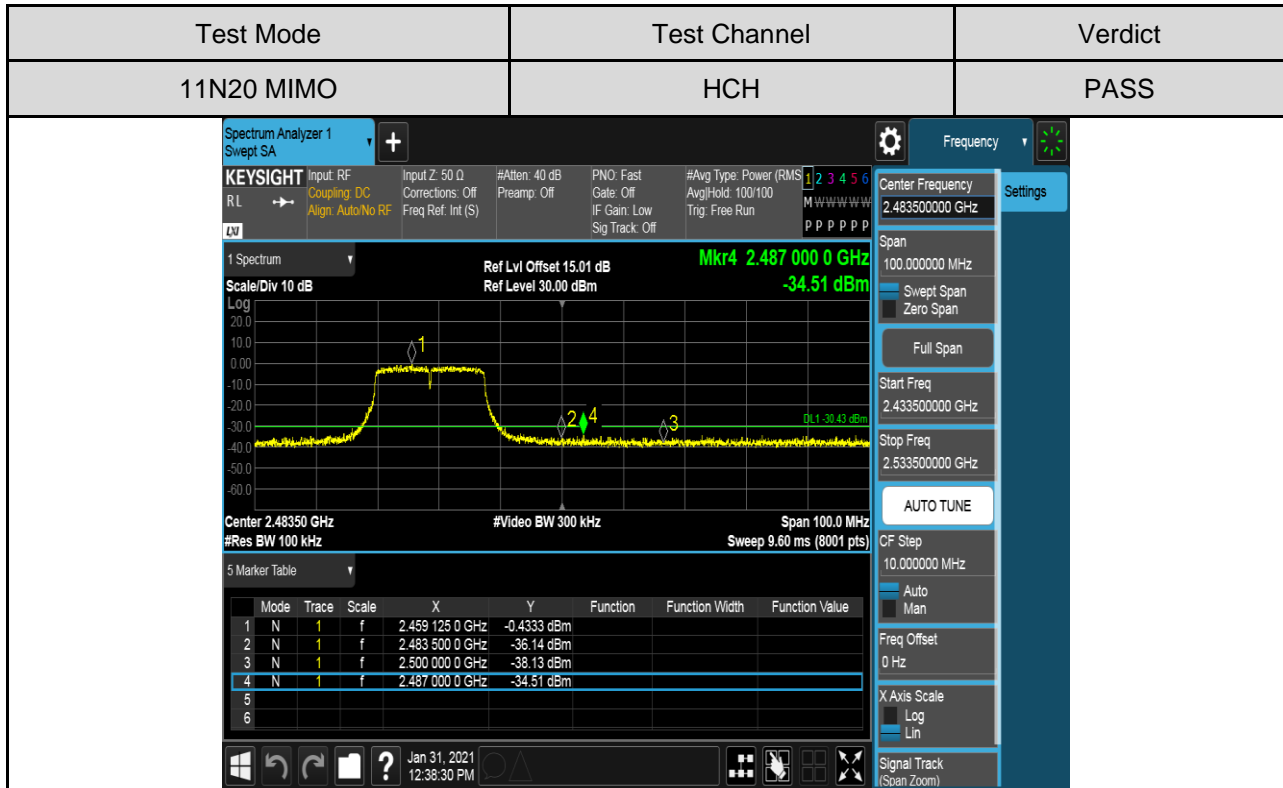 Test Mode Test Channel Verdict
11N20 MIMO HCH PASS
Spectrum Analyzer 1
Swept SA
+
Frequency
KEYSIGHT Input: RF Input Z: 50 Ω #Atten: 40 dB PNO: Fast #Avg Type: Power (RMS 1 2 3 4 5 6
Coupling: DC Corrections: Off Preamp: Off Gate: Off Avg|Hold: 100/100
RL Align: Auto/No RF Freq Ref: Int (S) IF Gain: Low Trig: Free Run M W W W W W
LXI Sig Track: Off P P P P P P
1 Spectrum
Ref Lvl Offset 15.01 dB
Mkr4 2.487 000 0 GHz
Scale/Div 10 dB Ref Level 30.00 dBm -34.51 dBm
Log
20.0
10.0
0.00
-10.0
-20.0
-30.0
-40.0
-50.0
-60.0
1
2
4
3
DL1 -30.43 dBm
Center 2.48350 GHz #Video BW 300 kHz Span 100.0 MHz
#Res BW 100 kHz Sweep 9.60 ms (8001 pts)
5 Marker Table
Mode Trace Scale X Y Function Function Width Function Value
1 N 1 f 2.459 125 0 GHz -0.4333 dBm
2 N 1 f 2.483 500 0 GHz -36.14 dBm
3 N 1 f 2.500 000 0 GHz -38.13 dBm
4 N 1 f 2.487 000 0 GHz -34.51 dBm
5
6
?
Jan 31, 2021
12:38:30 PM
Center Frequency
2.483500000 GHz
Settings
Span
100.000000 MHz
Swept Span
Zero Span
Full Span
Start Freq
2.433500000 GHz
Stop Freq
2.533500000 GHz
AUTO TUNE
CF Step
10.000000 MHz
Auto
Man
Freq Offset
0 Hz
X Axis Scale
Log
Lin
Signal Track
(Span Zoom)